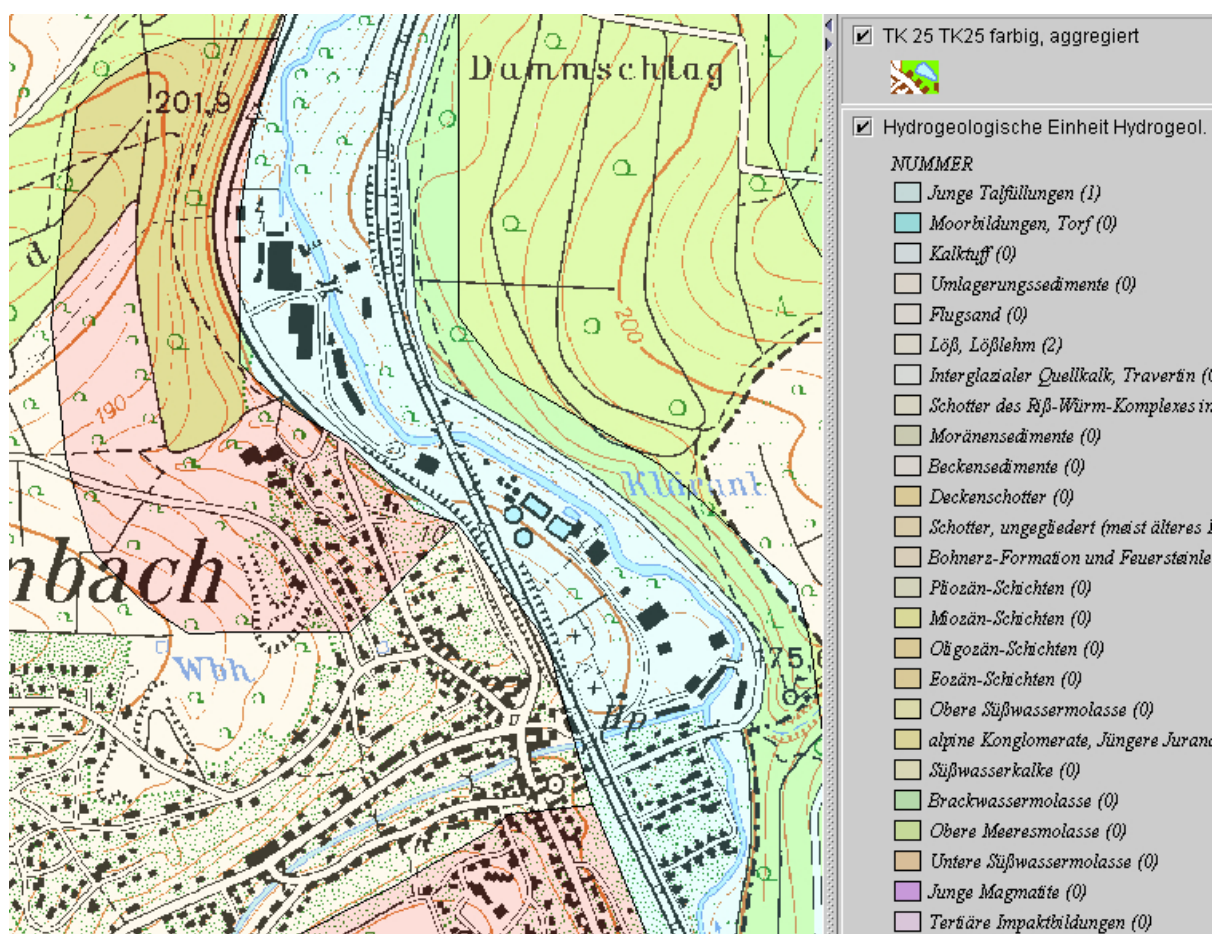 Dammschlag
201,9
d
200
190
Kläranl
nbach
Wbh
175,
Hp
TK 25 TK25 farbig, aggregiert
Hydrogeologische Einheit Hydrogeol.
NUMMER
Junge Talfüllungen (1)
Moorbildungen, Torf (0)
Kalktuff (0)
Umlagerungssedimente (0)
Flugsand (0)
Löß, Lößlehm (2)
Interglazialer Quellkalk, Travertin (0
Schotter des Riß-Würm-Komplexes in
Moränensedimente (0)
Beckensedimente (0)
Deckenschotter (0)
Schotter, ungegliedert (meist älteres
Bohnerz-Formation und Feuersteinle
Pliozän-Schichten (0)
Miozän-Schichten (0)
Oligozän-Schichten (0)
Eozän-Schichten (0)
Obere Süßwassermolasse (0)
alpine Konglomerate, Jüngere Jurana
Süßwasserkalke (0)
Brackwassermolasse (0)
Obere Meeresmolasse (0)
Untere Süßwassermolasse (0)
Junge Magmatite (0)
Tertiäre Impaktbildungen (0)